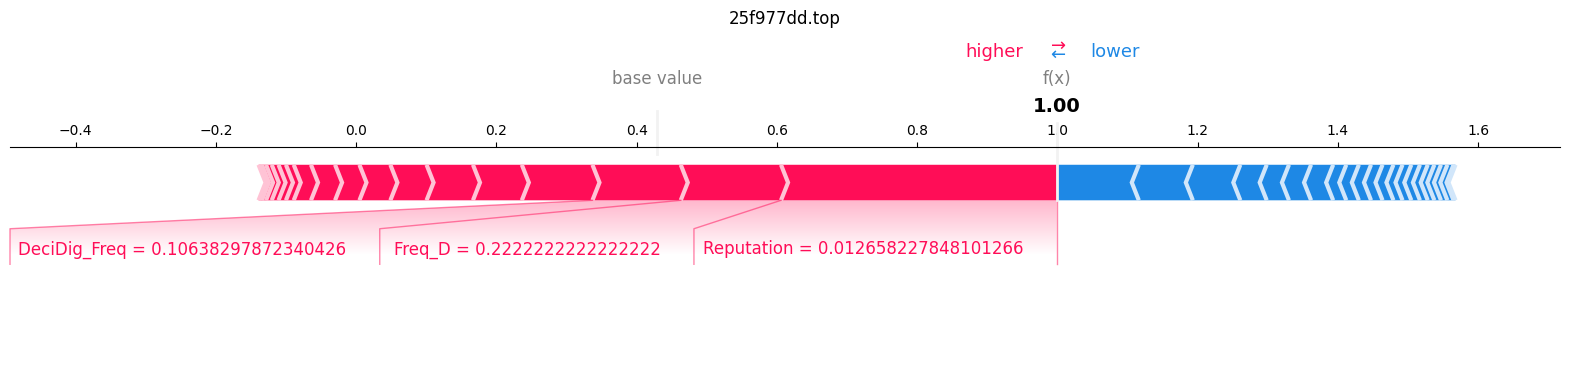 25f977dd.top
higher ⇄ lower
base value f(x)
1.00
−0.4 −0.2 0.0 0.2 0.4 0.6 0.8 1.0 1.2 1.4 1.6
DeciDig_Freq = 0.10638297872340426 Freq_D = 0.2222222222222222 Reputation = 0.012658227848101266